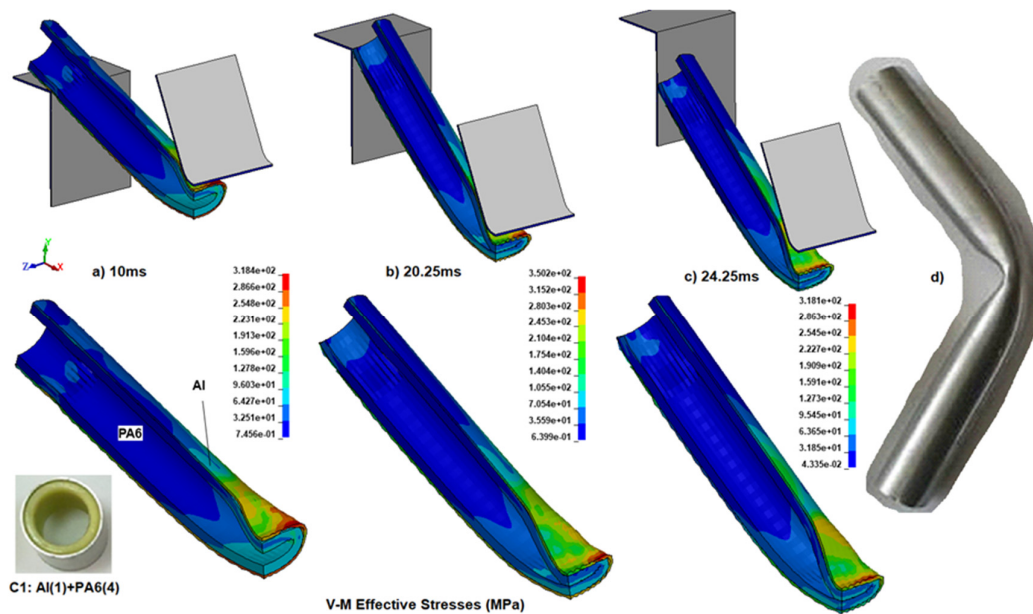 Y
Z
X
a) 10ms
b) 20.25ms
c) 24.25ms
d)
3.184e+02
2.866e+02
2.548e+02
2.231e+02
1.913e+02
1.596e+02
1.278e+02
9.603e+01
6.427e+01
3.251e+01
7.456e-01
3.502e+02
3.152e+02
2.803e+02
2.453e+02
2.104e+02
1.754e+02
1.404e+02
1.055e+02
7.054e+01
3.559e+01
6.399e-01
3.181e+02
2.863e+02
2.545e+02
2.227e+02
1.909e+02
1.591e+02
1.273e+02
9.545e+01
6.365e+01
3.185e+01
4.335e-02
Al
PA6
C1: Al(1)+PA6(4)
V-M Effective Stresses (MPa)